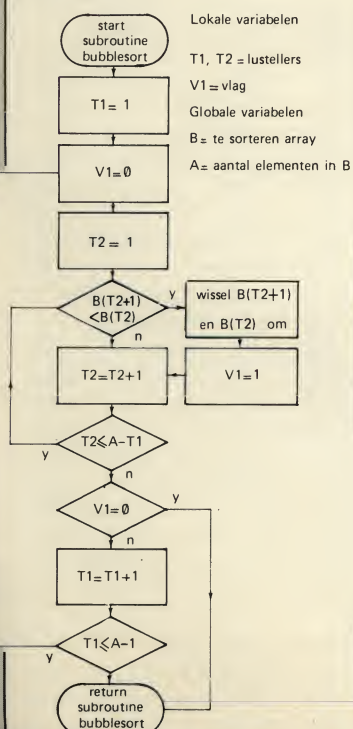 start
subroutine
bubblesort
Lokale variabelen
T1, T2 = lustellers
V1 = vlag
Globale variabelen
B = te sorteren array
A = aantal elementen in B
T1 = 1
V1=Ø
T2 = 1
B(T2+1)
<B(T2)
y
wissel B(T2+1)
en B(T2) om
n
T2=T2+1
V1=1
T2⩽A−T1
y
n
V1=Ø
y
n
T1=T1+1
T1⩽A−1
y
n
return
subroutine
bubblesort